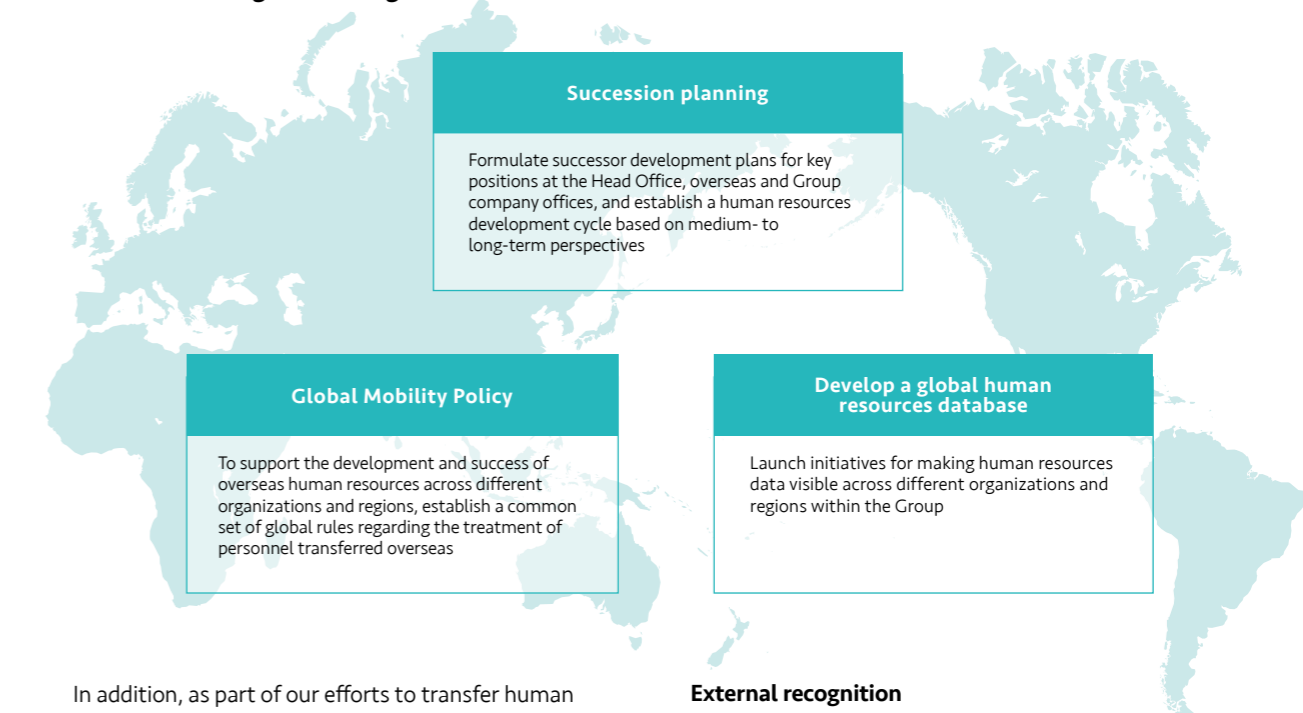 Succession planning
Formulate successor development plans for key
positions at the Head Office, overseas and Group
company offices, and establish a human resources
development cycle based on medium- to
long-term perspectives
Global Mobility Policy
To support the development and success of
overseas human resources across different
organizations and regions, establish a common
set of global rules regarding the treatment of
personnel transferred overseas
Develop a global human
resources database
Launch initiatives for making human resources
data visible across different organizations and
regions within the Group
In addition, as part of our efforts to transfer human
External recognition